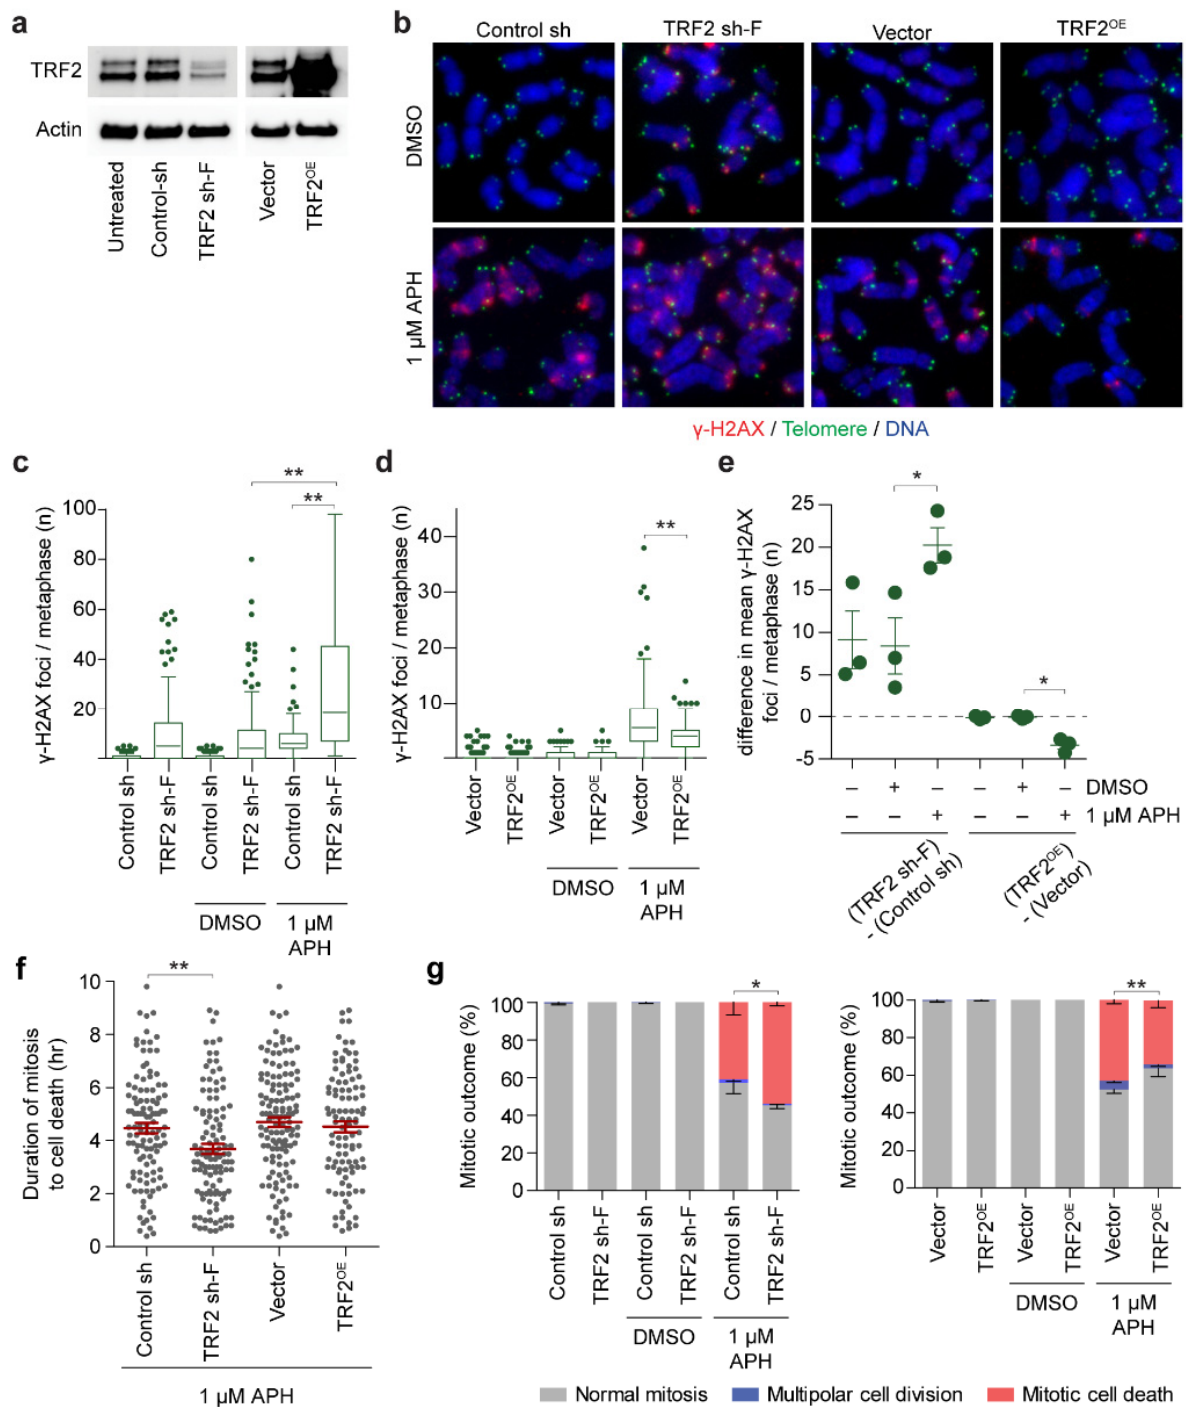 a
TRF2
Actin
Untreated
Control-sh
TRF2 sh-F
Vector
TRF2OE
b
Control sh
TRF2 sh-F
Vector
TRF2OE
DMSO
1 µM APH
γ-H2AX / Telomere / DNA
c
γ-H2AX foci / metaphase (n)
100
80
60
40
20
**
**
Control sh
TRF2 sh-F
Control sh
TRF2 sh-F
Control sh
TRF2 sh-F
DMSO
1 µM
APH
d
γ-H2AX foci / metaphase (n)
40
30
20
10
**
Vector
TRF2OE
Vector
TRF2OE
Vector
TRF2OE
DMSO
1 µM
APH
e
difference in mean γ-H2AX
foci / metaphase (n)
25
20
15
10
5
0
-5
*
*
– + – – + – DMSO
– – + – – + 1 µM APH
(TRF2 sh-F)
- (Control sh)
(TRF2OE)
- (Vector)
f
Duration of mitosis
to cell death (hr)
10
8
6
4
2
0
**
Control sh
TRF2 sh-F
Vector
TRF2OE
1 µM APH
g
Mitotic outcome (%)
100
80
60
40
20
0
*
Control sh
TRF2 sh-F
Control sh
TRF2 sh-F
Control sh
TRF2 sh-F
DMSO
1 µM
APH
Mitotic outcome (%)
100
80
60
40
20
0
**
Vector
TRF2OE
Vector
TRF2OE
Vector
TRF2OE
DMSO
1 µM
APH
Normal mitosis
Multipolar cell division
Mitotic cell death